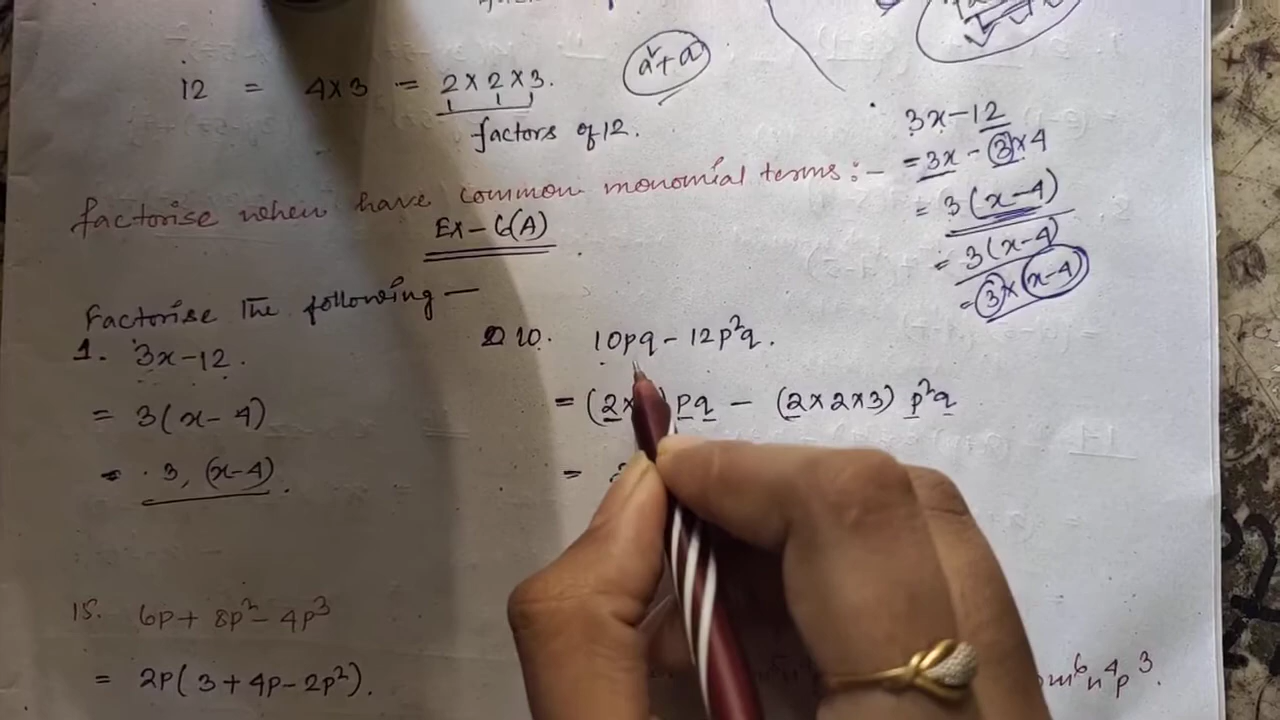 12 = 4×3 = 2×2×3.
factors of 12.
a²+a
3x-12
= 3x - 3×4
= 3(x-4)
= 3(x-4)
= 3×(x-4)
factorise when have common monomial terms:-
Ex-6(A)
Factorise The following —
1. 3x-12.
= 3(x-4)
= 3, (x-4).
10. 10pq - 12p²q.
= (2× ) pq - (2×2×3) p²q
=
15. 6p + 8p² - 4p³
= 2p(3+4p-2p²).
m⁶n⁴p³.